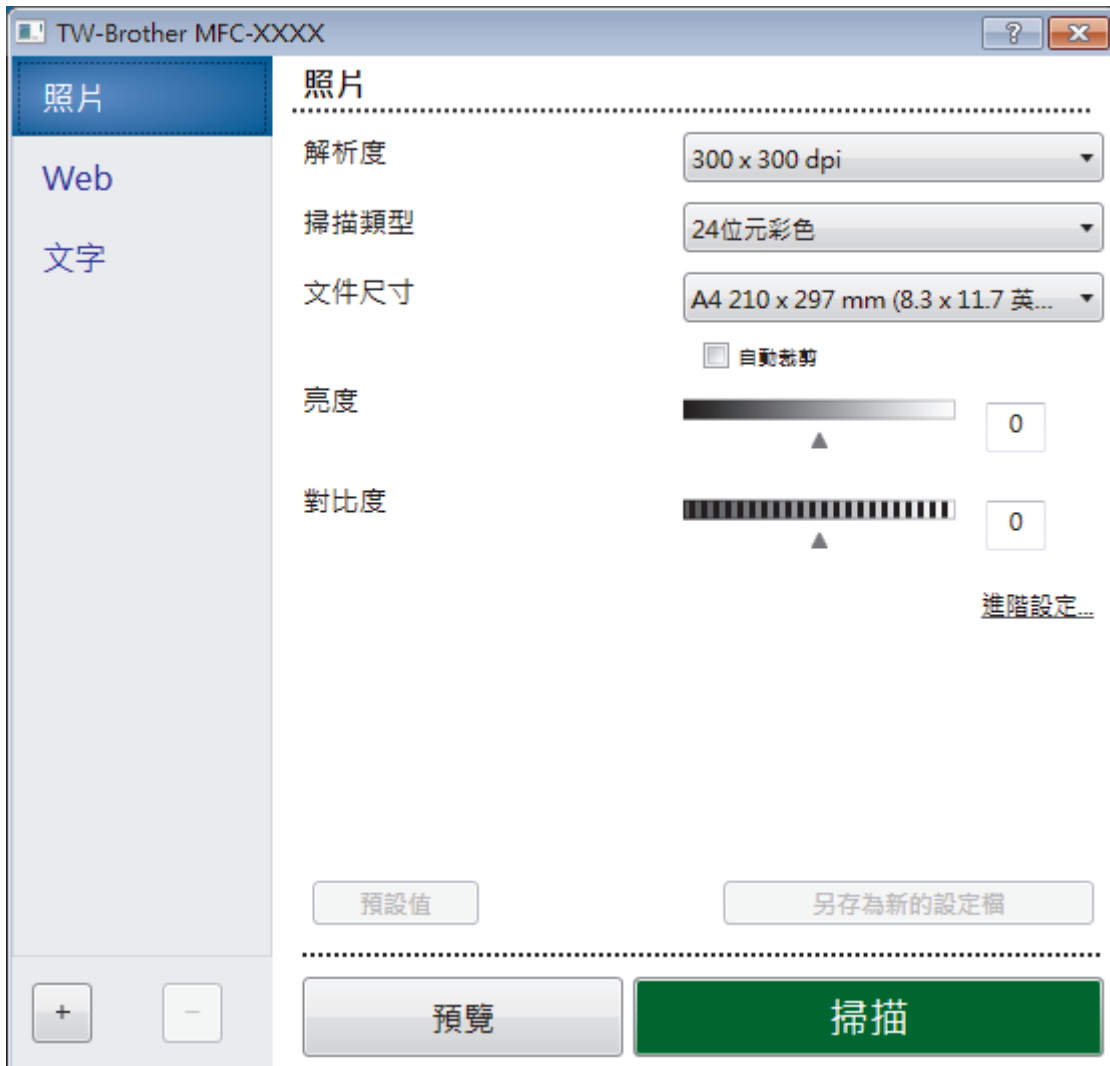 TW-Brother MFC-XXXX
?
照片
Web
文字
照片
解析度
300 x 300 dpi
掃描類型
24位元彩色
文件尺寸
A4 210 x 297 mm (8.3 x 11.7 英...
自動裁剪
亮度
0
對比度
0
進階設定...
預設值
另存為新的設定檔
+
−
預覽
掃描